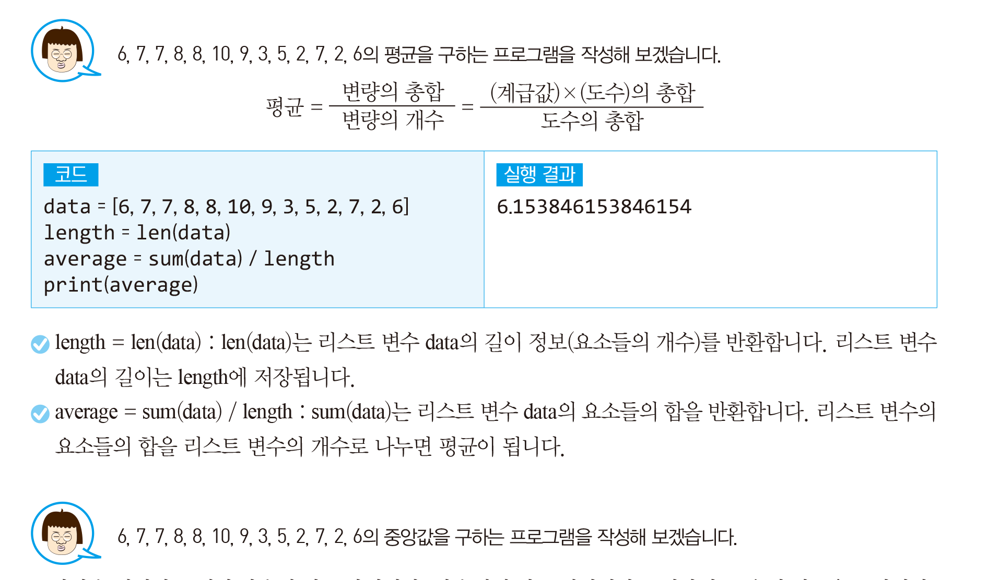 6, 7, 7, 8, 8, 10, 9, 3, 5, 2, 7, 2, 6의 평균을 구하는 프로그램을 작성해 보겠습니다.
평균 = 변량의 총합 / 변량의 개수 = (계급값)×(도수)의 총합 / 도수의 총합
코드
data = [6, 7, 7, 8, 8, 10, 9, 3, 5, 2, 7, 2, 6]
length = len(data)
average = sum(data) / length
print(average)
실행 결과
6.153846153846154
length = len(data) : len(data)는 리스트 변수 data의 길이 정보(요소들의 개수)를 반환합니다. 리스트 변수
data의 길이는 length에 저장됩니다.
average = sum(data) / length : sum(data)는 리스트 변수 data의 요소들의 합을 반환합니다. 리스트 변수의
요소들의 합을 리스트 변수의 개수로 나누면 평균이 됩니다.
6, 7, 7, 8, 8, 10, 9, 3, 5, 2, 7, 2, 6의 중앙값을 구하는 프로그램을 작성해 보겠습니다.